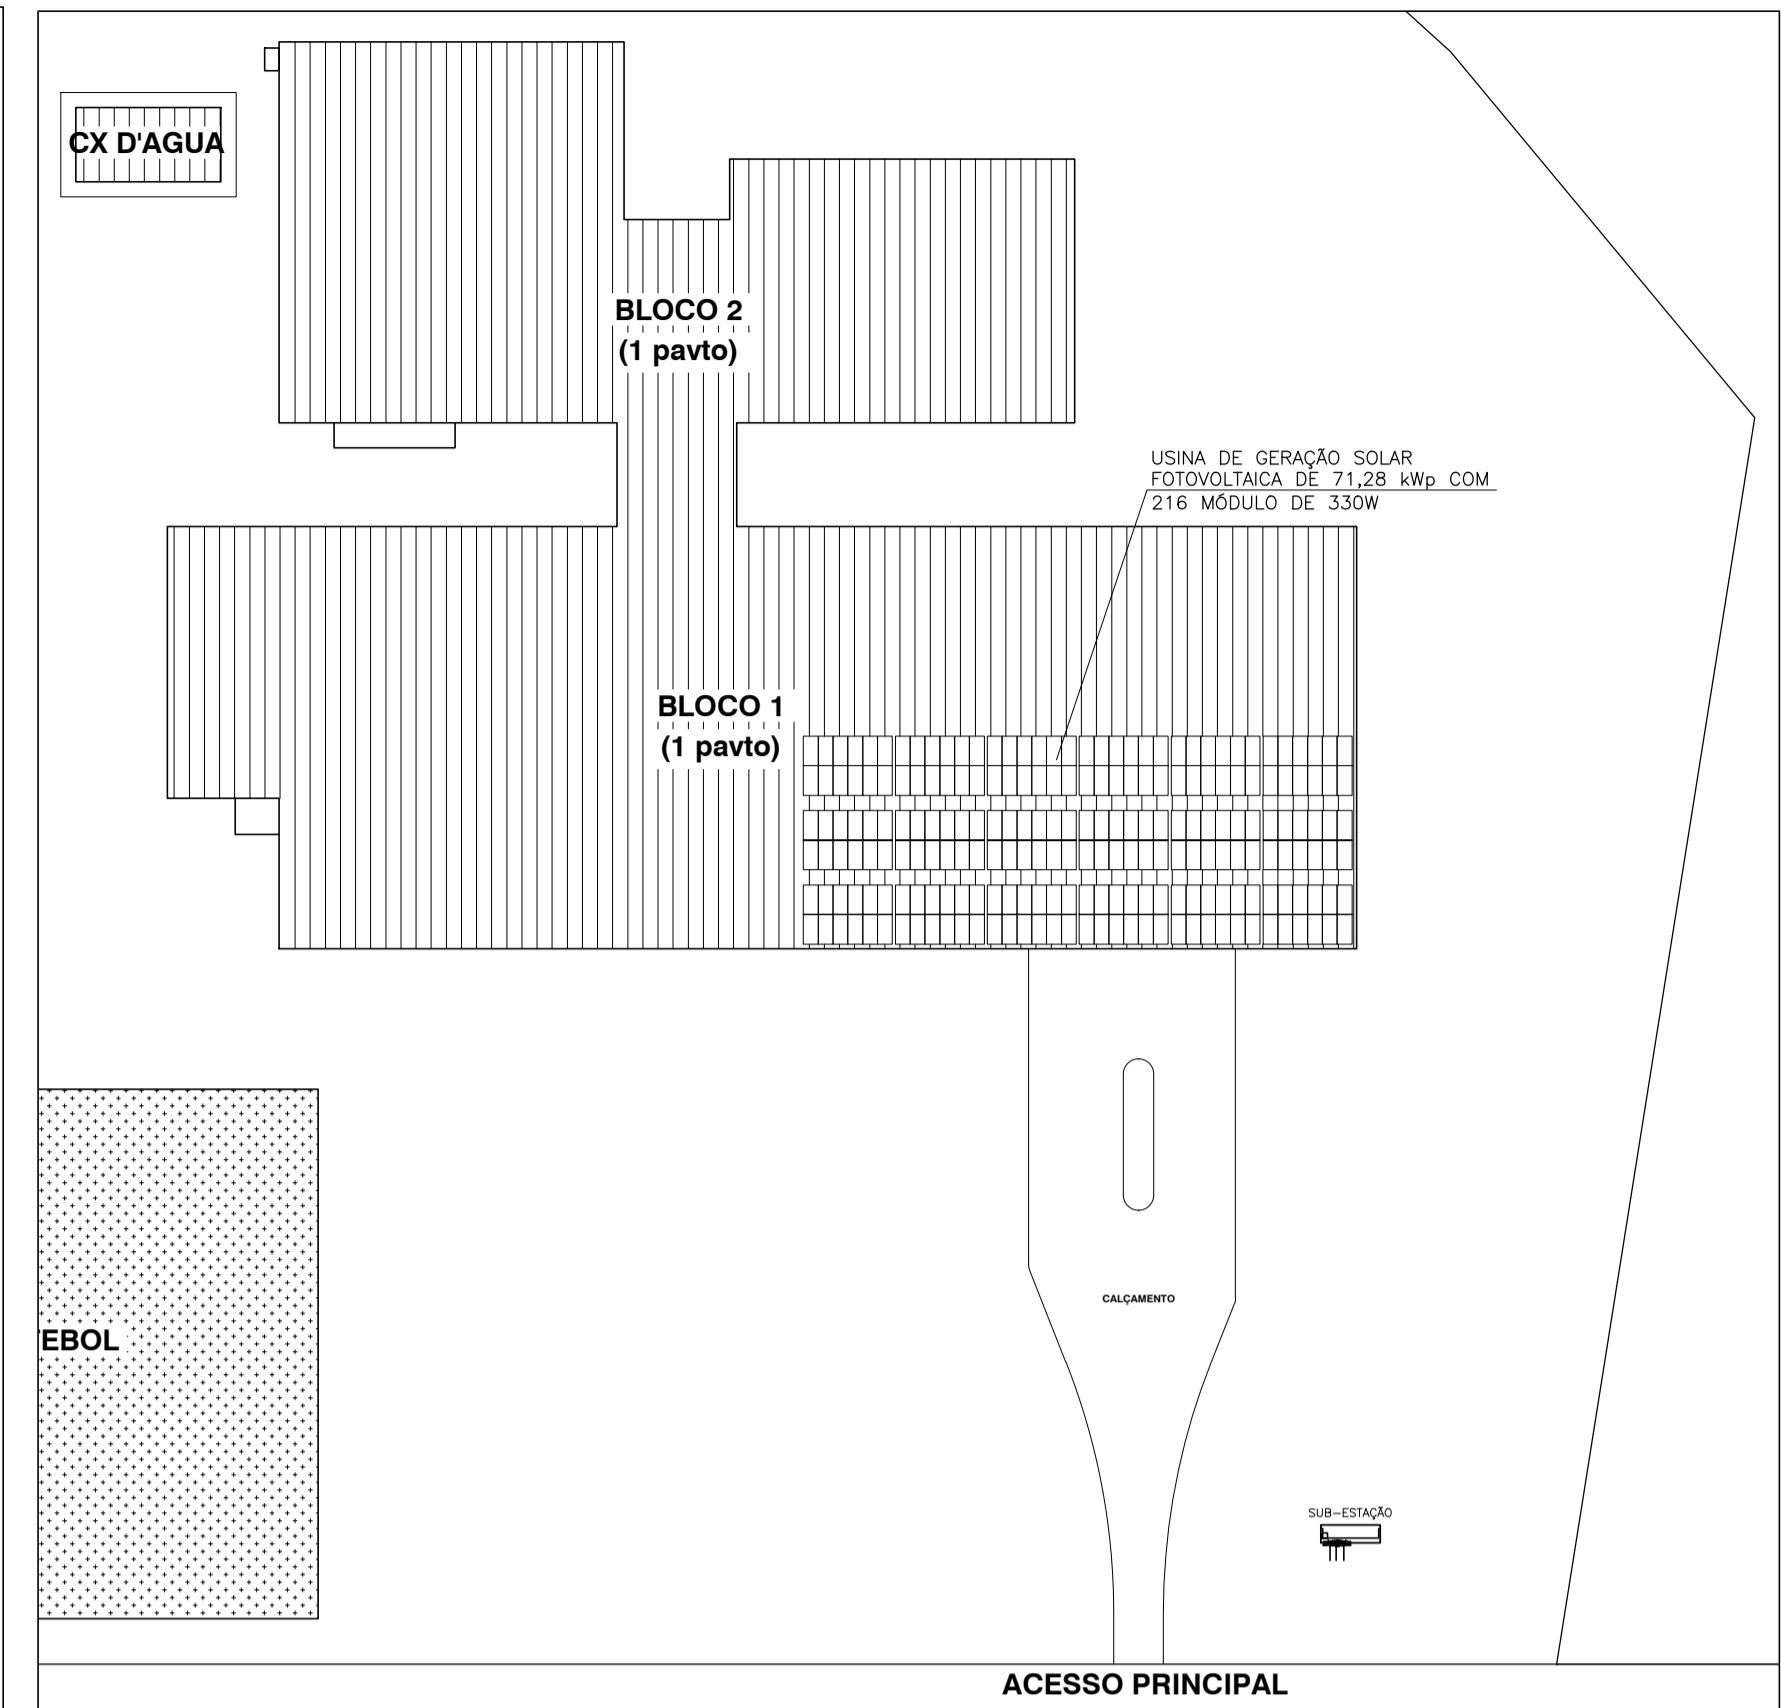 CX D'AGUA
BLOCO 2
(1 pavto)
USINA DE GERAÇÃO SOLAR
FOTOVOLTAICA DE 71,28 kWp COM
216 MÓDULO DE 330W
BLOCO 1
(1 pavto)
CALÇAMENTO
EBOL
SUB-ESTAÇÃO
ACESSO PRINCIPAL